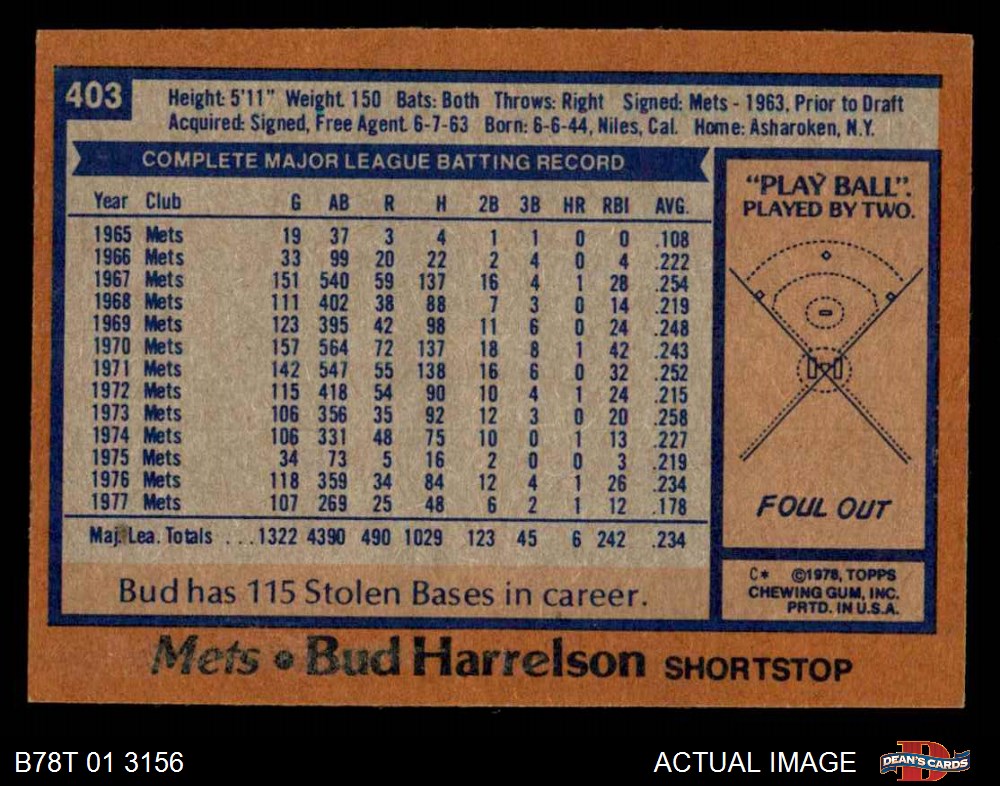 403
Height: 5'11" Weight. 150 Bats: Both Throws: Right Signed: Mets - 1963, Prior to Draft
Acquired: Signed, Free Agent. 6-7-63 Born: 6-6-44, Niles, Cal. Home: Asharoken, N.Y.
COMPLETE MAJOR LEAGUE BATTING RECORD
Year Club G AB R H 2B 3B HR RBI AVG.
1965 Mets 19 37 3 4 1 1 0 0 .108
1966 Mets 33 99 20 22 2 4 0 4 .222
1967 Mets 151 540 59 137 16 4 1 28 .254
1968 Mets 111 402 38 88 7 3 0 14 .219
1969 Mets 123 395 42 98 11 6 0 24 .248
1970 Mets 157 564 72 137 18 8 1 42 .243
1971 Mets 142 547 55 138 16 6 0 32 .252
1972 Mets 115 418 54 90 10 4 1 24 .215
1973 Mets 106 356 35 92 12 3 0 20 .258
1974 Mets 106 331 48 75 10 0 1 13 .227
1975 Mets 34 73 5 16 2 0 0 3 .219
1976 Mets 118 359 34 84 12 4 1 26 .234
1977 Mets 107 269 25 48 6 2 1 12 .178
Maj. Lea. Totals . . . 1322 4390 490 1029 123 45 6 242 .234
Bud has 115 Stolen Bases in career.
"PLAY BALL".
PLAYED BY TWO.
FOUL OUT
C* ©1978, TOPPS
CHEWING GUM, INC.
PRTD. IN U.S.A.
Mets • Bud Harrelson SHORTSTOP
B78T 01 3156
ACTUAL IMAGE
D
DEAN'S CARDS